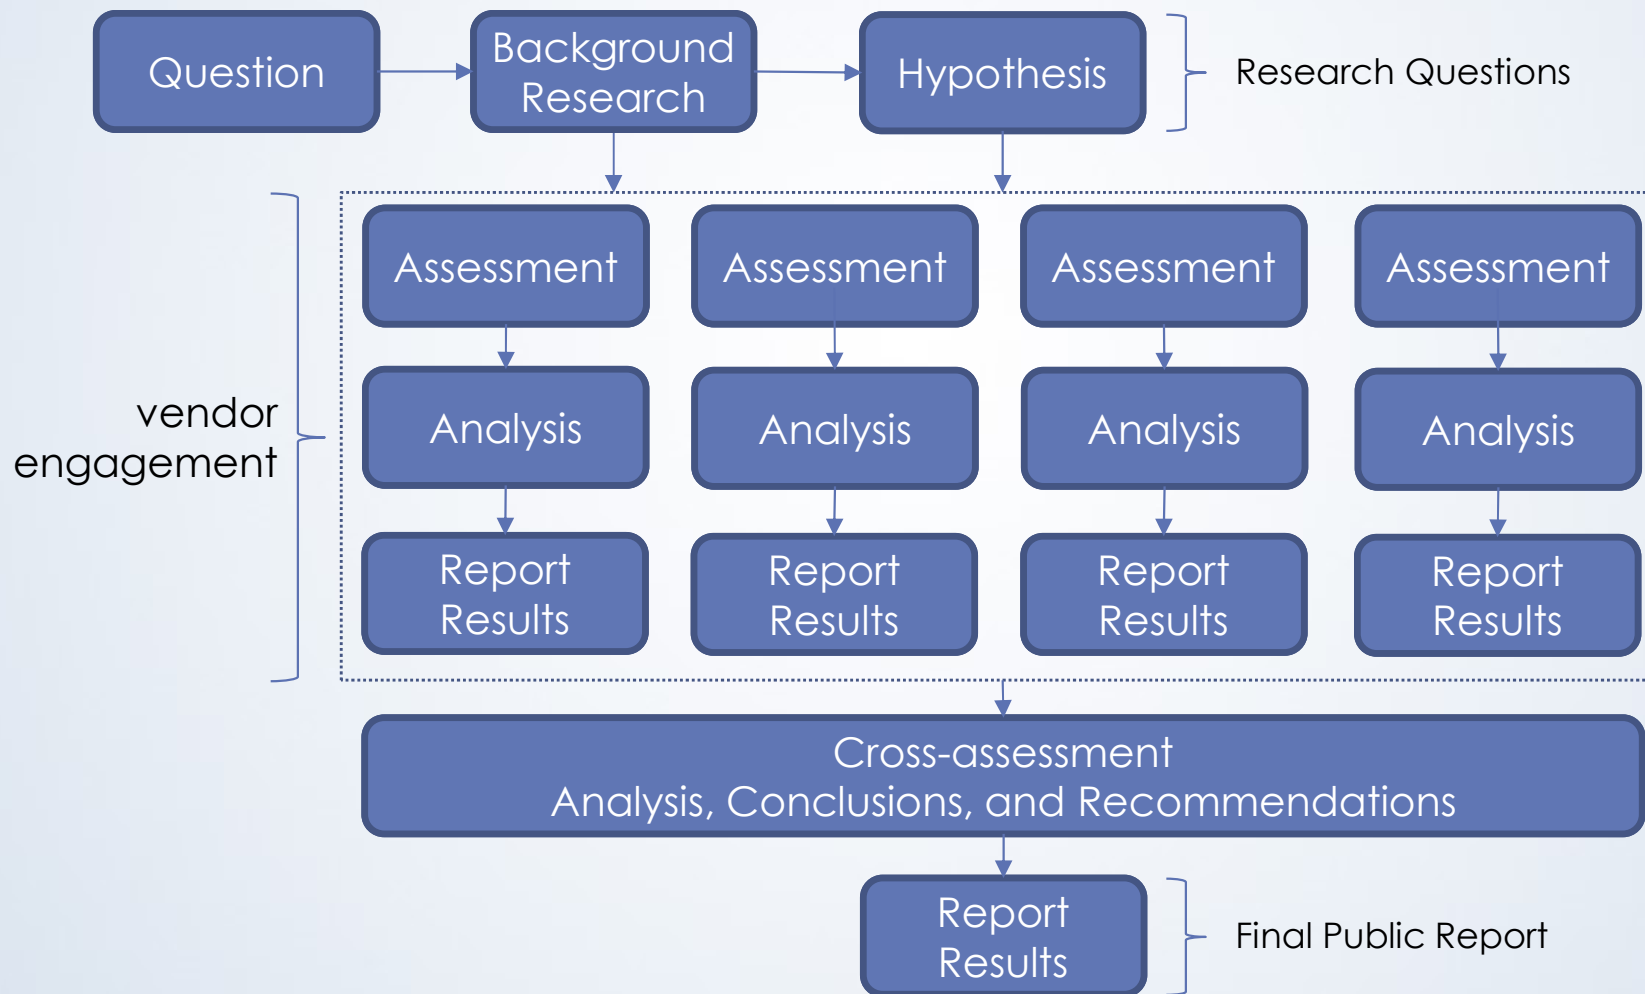 Question
Background
Research
Hypothesis
Research Questions
vendor
engagement
Assessment
Assessment
Assessment
Assessment
Analysis
Analysis
Analysis
Analysis
Report
Results
Report
Results
Report
Results
Report
Results
Cross-assessment
Analysis, Conclusions, and Recommendations
Report
Results
Final Public Report